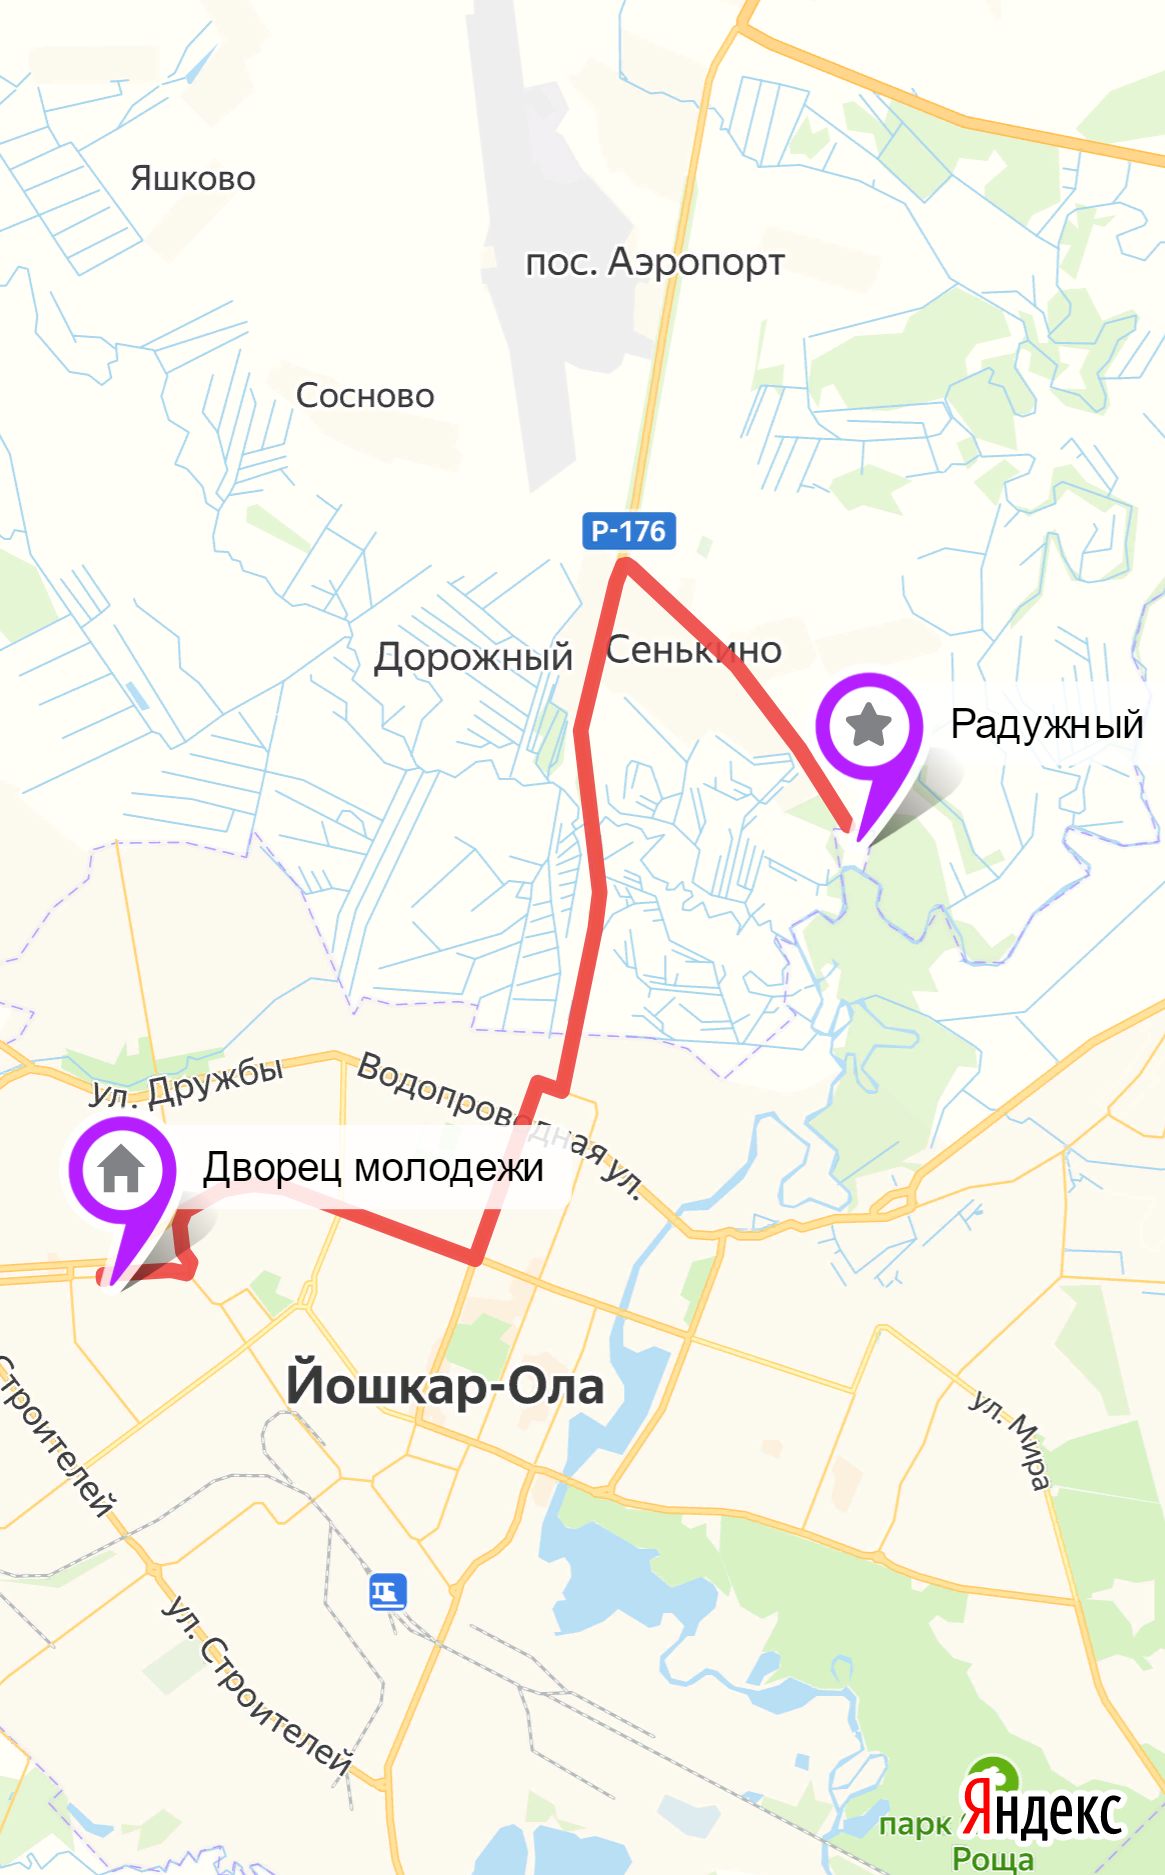 Яшково
пос. Аэропорт
Сосново
Р-176
Дорожный
Сенькино
Радужный
ул. Дружбы
Водопроводная ул.
Дворец молодежи
Йошкар-Ола
Строителей
ул. Мира
ул. Строителей
парк
Яндекс
Роща